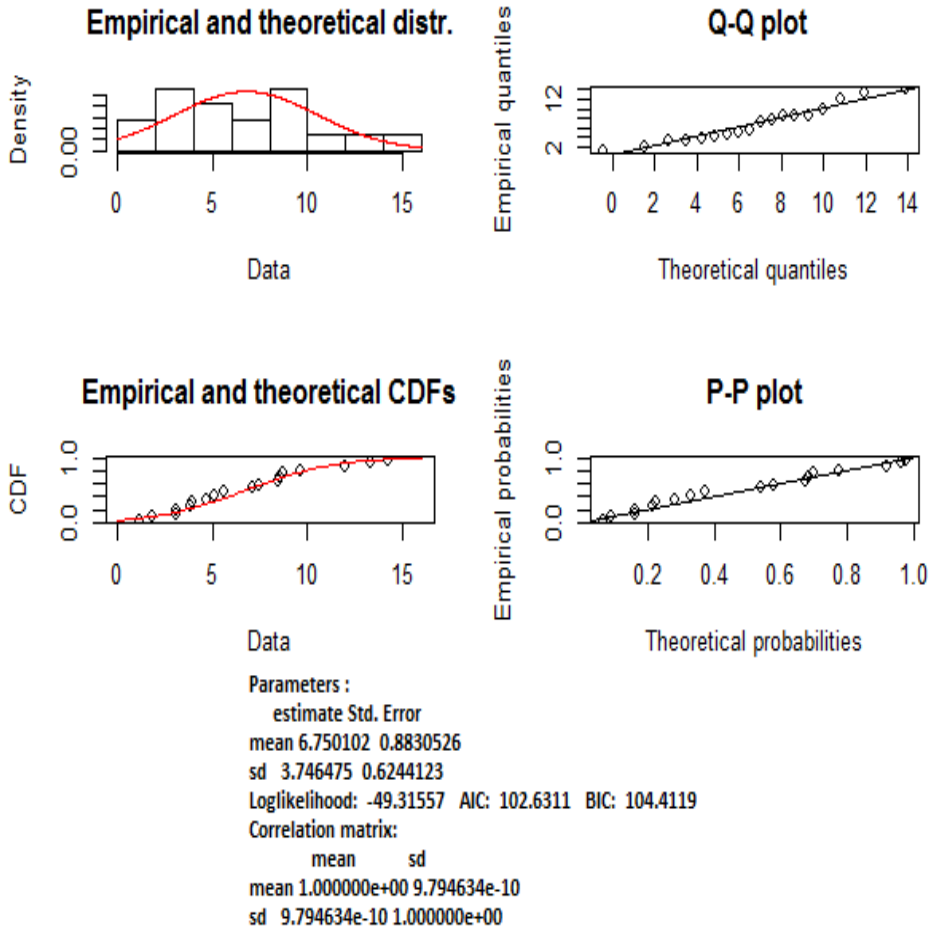 Empirical and theoretical distr.
Density
0.00
0 5 10 15
Data
Q-Q plot
Empirical quantiles
2 12
0 2 4 6 8 10 12 14
Theoretical quantiles
Empirical and theoretical CDFs
CDF
0.0 1.0
0 5 10 15
Data
P-P plot
Empirical probabilities
0.0 1.0
0.2 0.4 0.6 0.8 1.0
Theoretical probabilities
Parameters :
estimate Std. Error
mean 6.750102 0.8830526
sd 3.746475 0.6244123
Loglikelihood: -49.31557 AIC: 102.6311 BIC: 104.4119
Correlation matrix:
mean sd
mean 1.000000e+00 9.794634e-10
sd 9.794634e-10 1.000000e+00